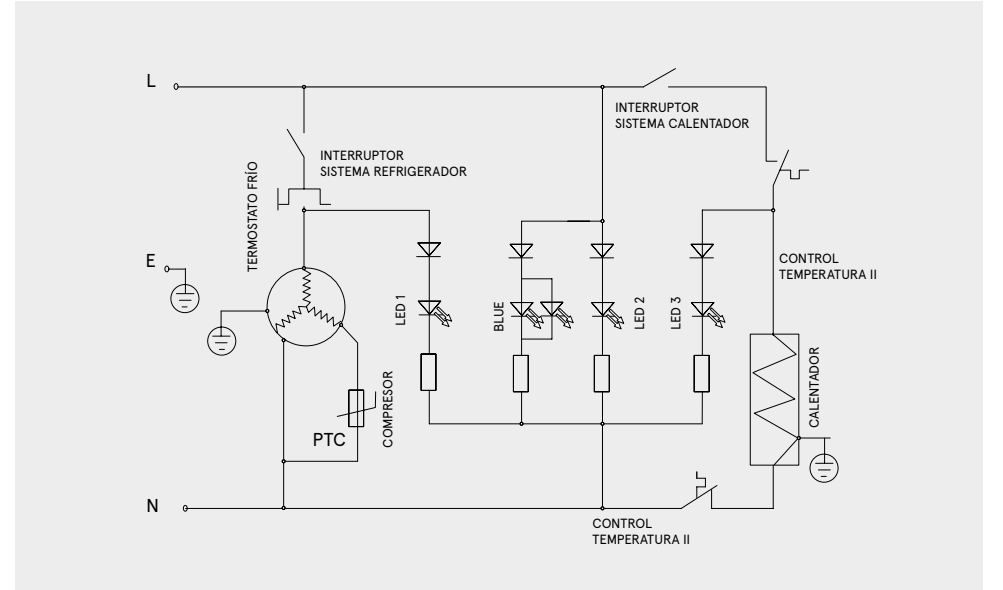 L
INTERRUPTOR
SISTEMA CALENTADOR
INTERRUPTOR
SISTEMA REFRIGERADOR
TERMOSTATO FRÍO
E
CONTROL
TEMPERATURA II
LED 1
BLUE
LED 2
LED 3
CALENTADOR
COMPRESOR
PTC
N
CONTROL
TEMPERATURA II